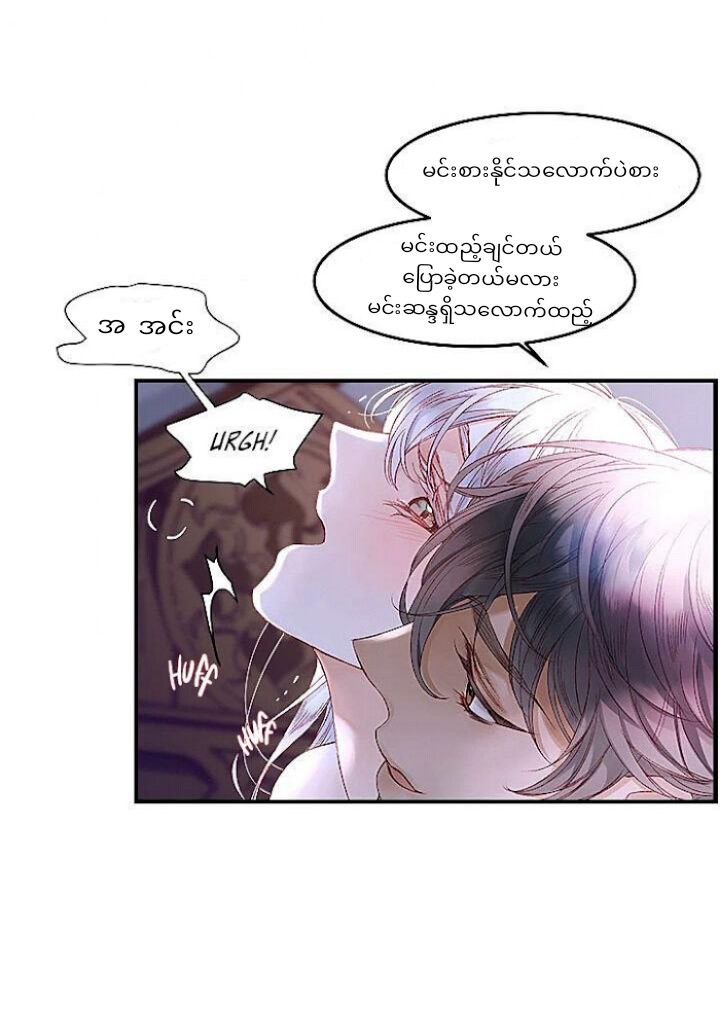 မင်းစားနိုင်သလောက်ပဲစား
မင်းထည့်ချင်တယ်
ပြောခဲ့တယ်မလား
မင်းဆန္ဒရှိသလောက်ထည့်
အ အင်း
URGH!
HUFF
HUFF